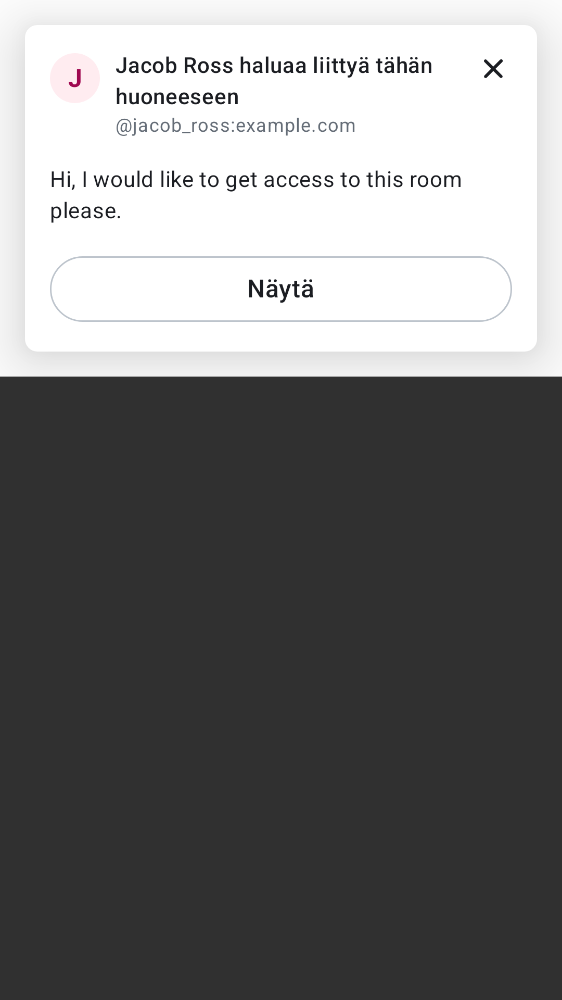 J
Jacob Ross haluaa liittyä tähän
huoneeseen
@jacob_ross:example.com
Hi, I would like to get access to this room
please.
Näytä